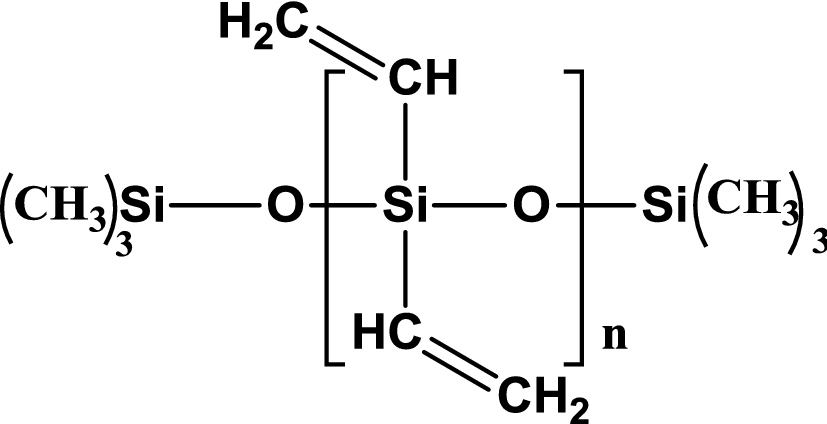 H2C
CH
(CH3)3Si O Si O Si(CH3)3
HC n
CH2